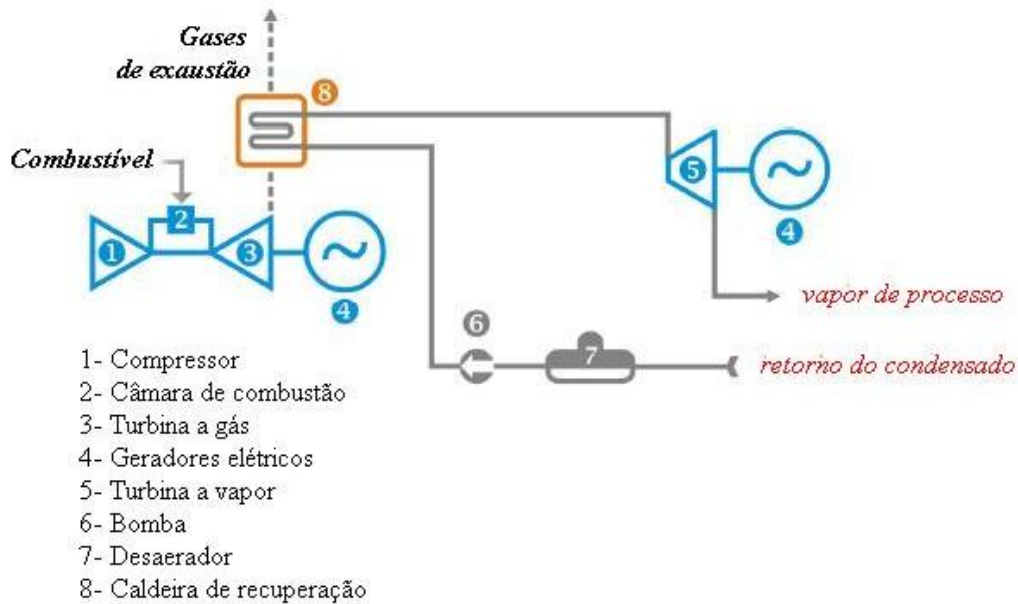 Gases
de exaustão
8
Combustível
5
2
1
3
4
4
vapor de processo
6
7
retorno do condensado
1- Compressor
2- Câmara de combustão
3- Turbina a gás
4- Geradores elétricos
5- Turbina a vapor
6- Bomba
7- Desaerador
8- Caldeira de recuperação